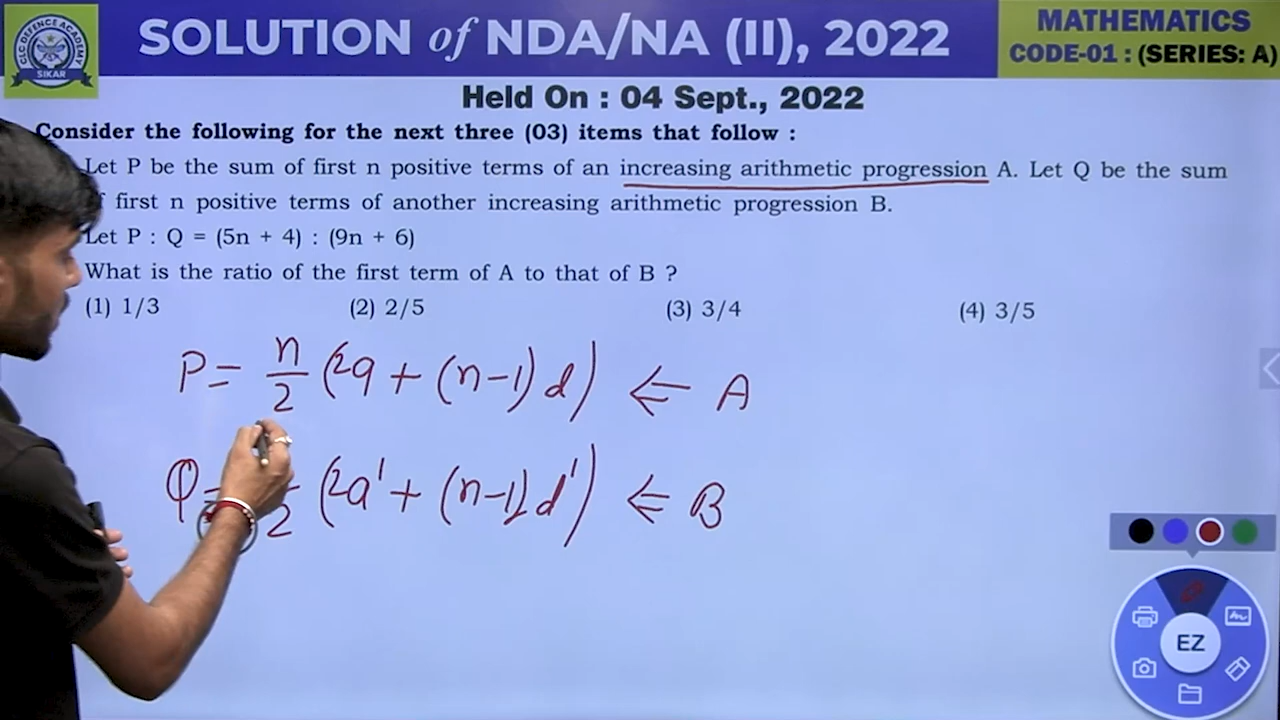 SOLUTION of NDA/NA (II), 2022
MATHEMATICS
CODE-01 : (SERIES: A)
CLC DEFENCE ACADEMY
SIKAR
Held On : 04 Sept., 2022
Consider the following for the next three (03) items that follow :
Let P be the sum of first n positive terms of an increasing arithmetic progression A. Let Q be the sum
first n positive terms of another increasing arithmetic progression B.
Let P : Q = (5n + 4) : (9n + 6)
What is the ratio of the first term of A to that of B ?
(1) 1/3 (2) 2/5 (3) 3/4 (4) 3/5
P = n/2 (2a + (n-1)d) ⇐ A
Q = 2 (2a' + (n-1)d') ⇐ B
EZ